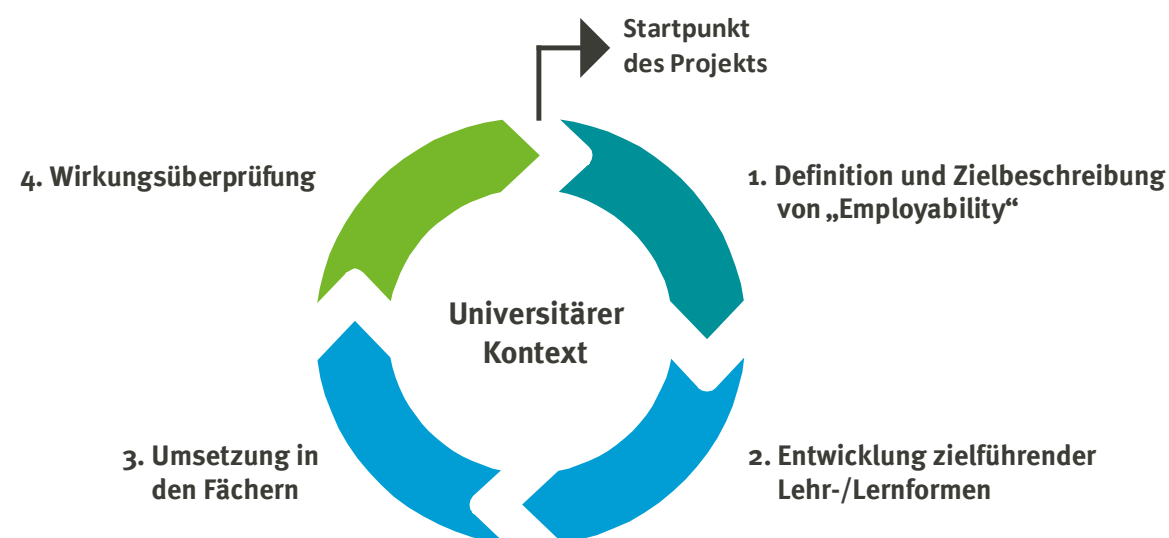 Startpunkt
des Projekts
4. Wirkungsüberprüfung
1. Definition und Zielbeschreibung
von „Employability“
Universitärer
Kontext
3. Umsetzung in
den Fächern
2. Entwicklung zielführender
Lehr-/Lernformen